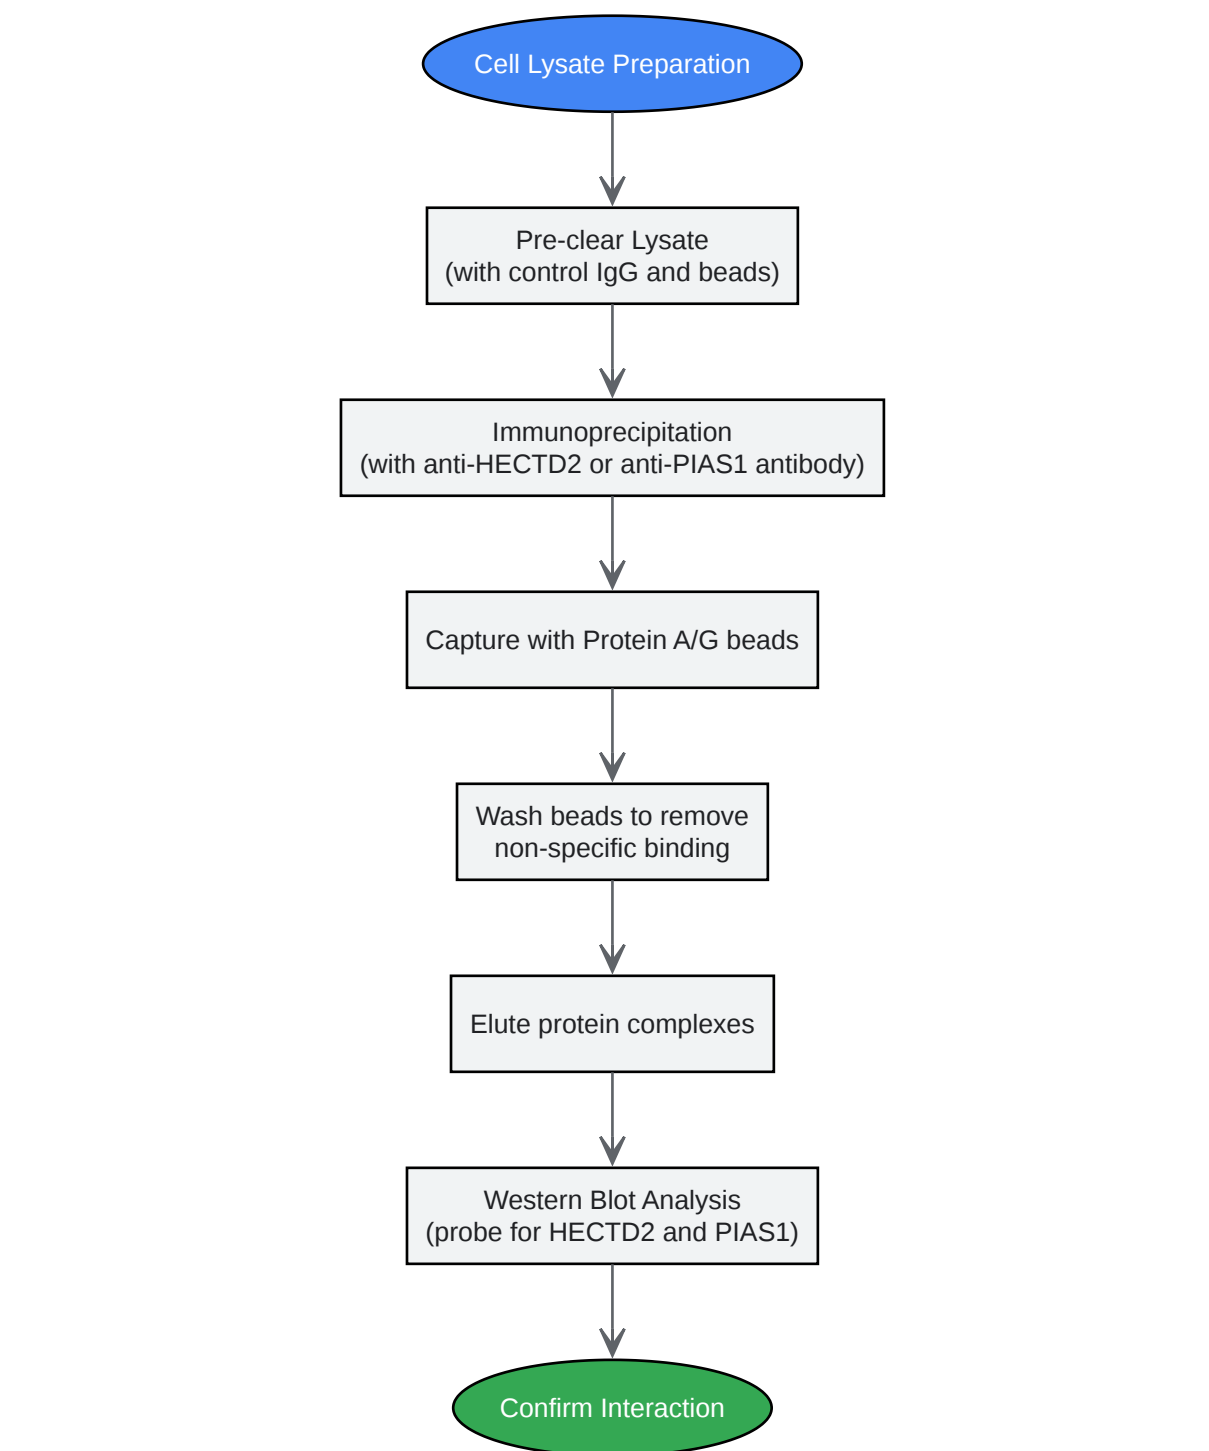 Cell Lysate Preparation
Pre-clear Lysate
(with control IgG and beads)
Immunoprecipitation
(with anti-HECTD2 or anti-PIAS1 antibody)
Capture with Protein A/G beads
Wash beads to remove
non-specific binding
Elute protein complexes
Western Blot Analysis
(probe for HECTD2 and PIAS1)
Confirm Interaction